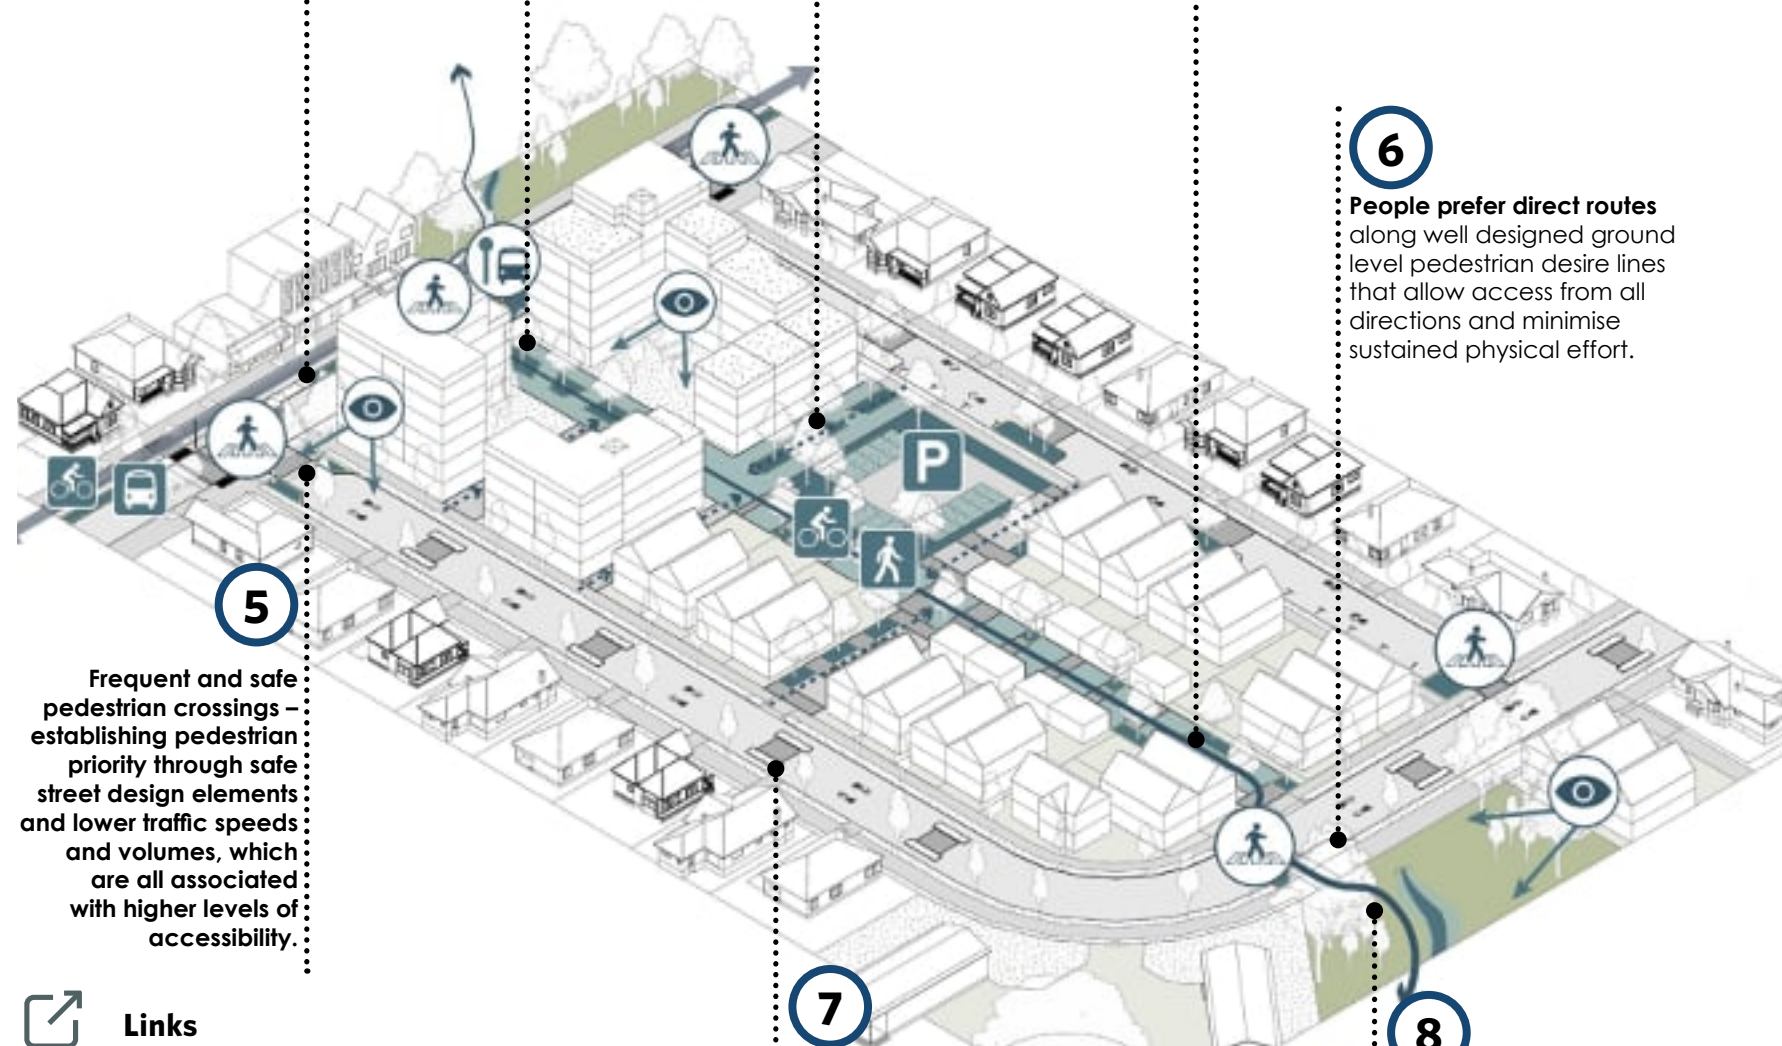 6
People prefer direct routes
along well designed ground
level pedestrian desire lines
that allow access from all
directions and minimise
sustained physical effort.
P
5
Frequent and safe
pedestrian crossings –
establishing pedestrian
priority through safe
street design elements
and lower traffic speeds
and volumes, which
are all associated
with higher levels of
accessibility.
7
8
Links